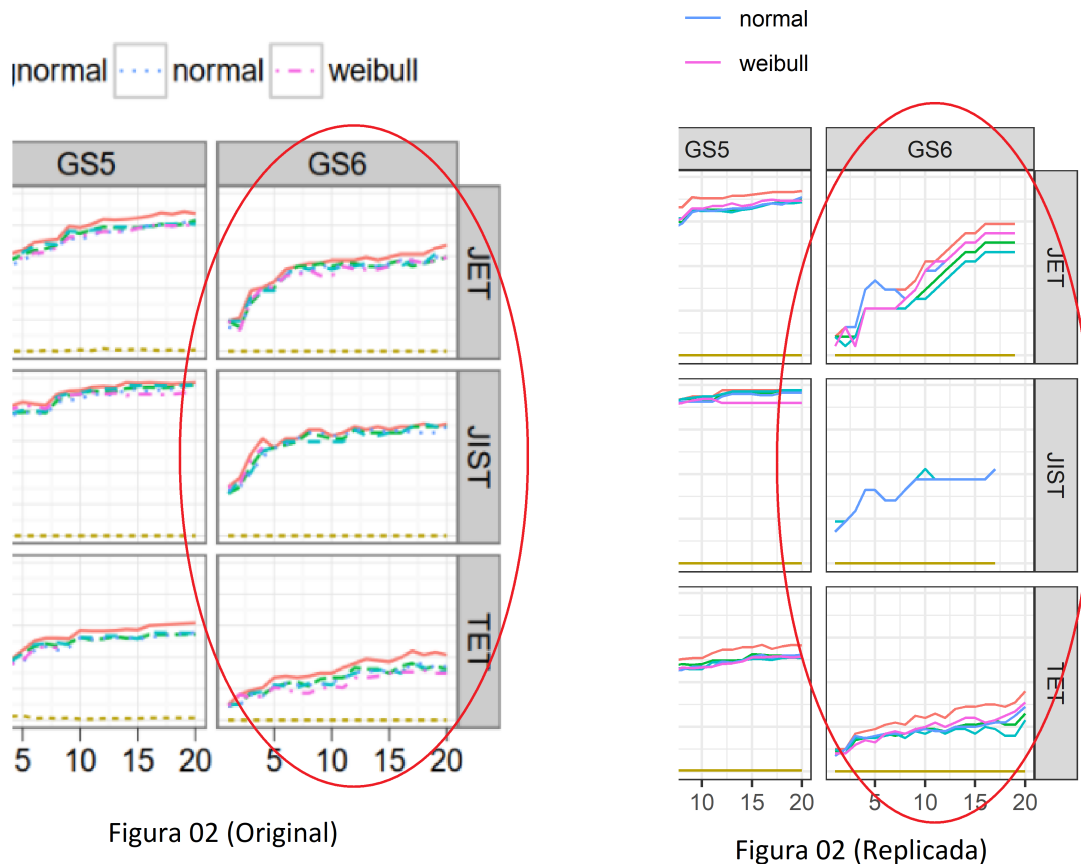 gnormal normal weibull
GS5 GS6
JET
JIST
TET
5 10 15 20 5 10 15 20
Figura 02 (Original)
normal
weibull
GS5 GS6
JET
JIST
TET
10 15 20 5 10 15 20
Figura 02 (Replicada)